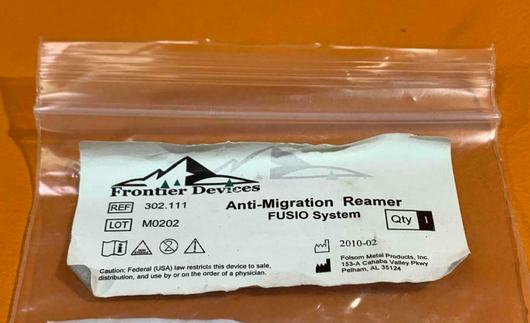 Frontier Devices
REF 302.111
Anti-Migration Reamer
FUSIO System
Qty 1
LOT M0202
2010-02
Folsom Metal Products, Inc.
153-A Cahaba Valley Pkwy
Pelham, AL 35124
Caution: Federal (USA) law restricts this device to sale,
distribution, and use by or on the order of a physician.